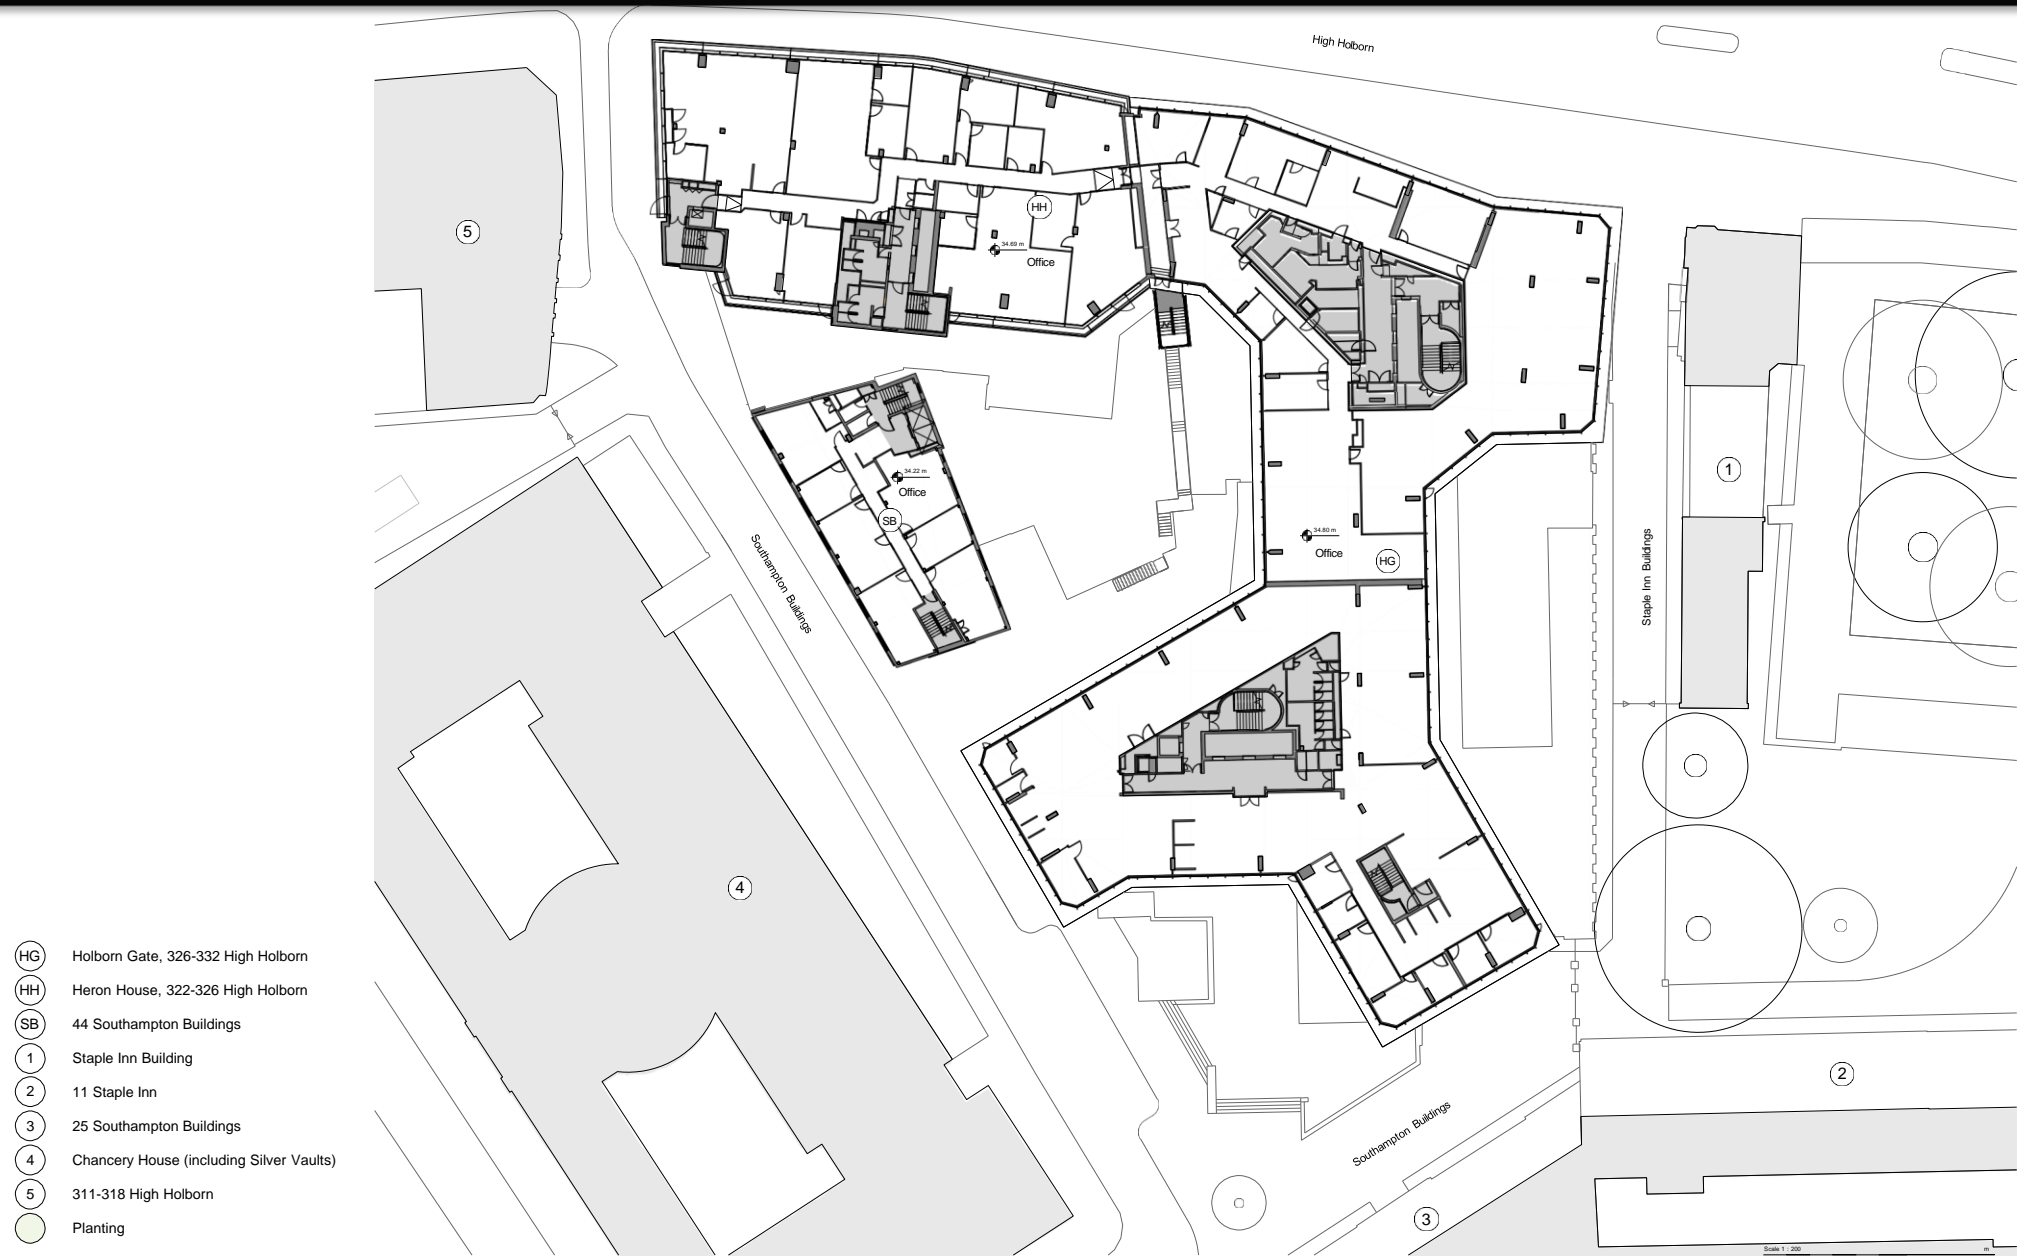 High Holborn
5
HH
34.69 m
Office
34.22 m
Office
SB
1
34.80 m
Office
HG
Southampton Buildings
Staple Inn Buildings
4
HG Holborn Gate, 326-332 High Holborn
HH Heron House, 322-326 High Holborn
SB 44 Southampton Buildings
1 Staple Inn Building
2 11 Staple Inn
3 25 Southampton Buildings
4 Chancery House (including Silver Vaults)
5 311-318 High Holborn
Planting
2
Southampton Buildings
3
Scale 1 : 200
m